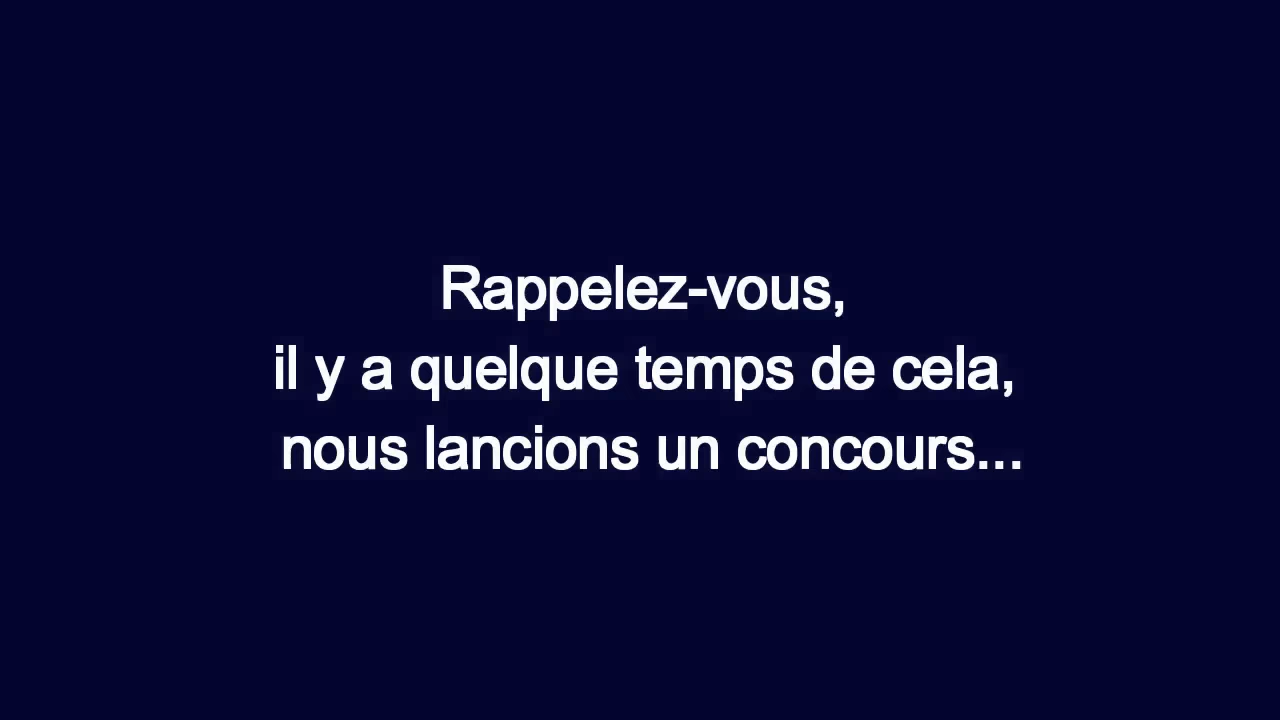 Rappelez-vous,
il y a quelque temps de cela,
nous lancions un concours...